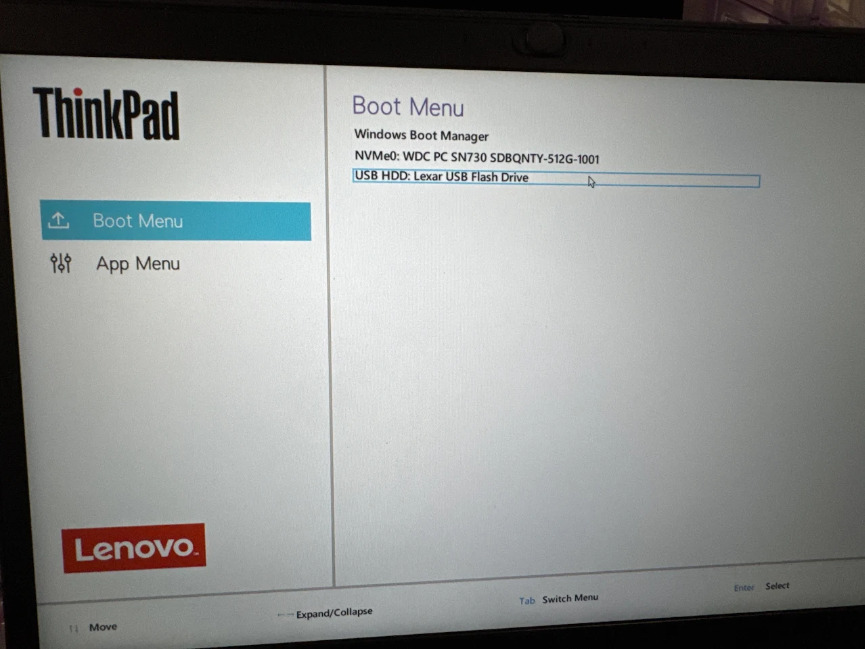 ThinkPad
Boot Menu
App Menu
Lenovo
Boot Menu
Windows Boot Manager
NVMe0: WDC PC SN730 SDBQNTY-512G-1001
USB HDD: Lexar USB Flash Drive
↑↓ Move
←→ Expand/Collapse
Tab Switch Menu
Enter Select